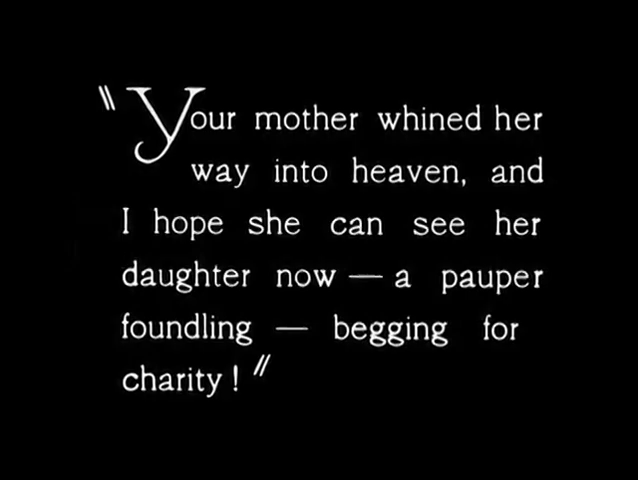 "Your mother whined her
way into heaven, and
I hope she can see her
daughter now — a pauper
foundling — begging for
charity!"